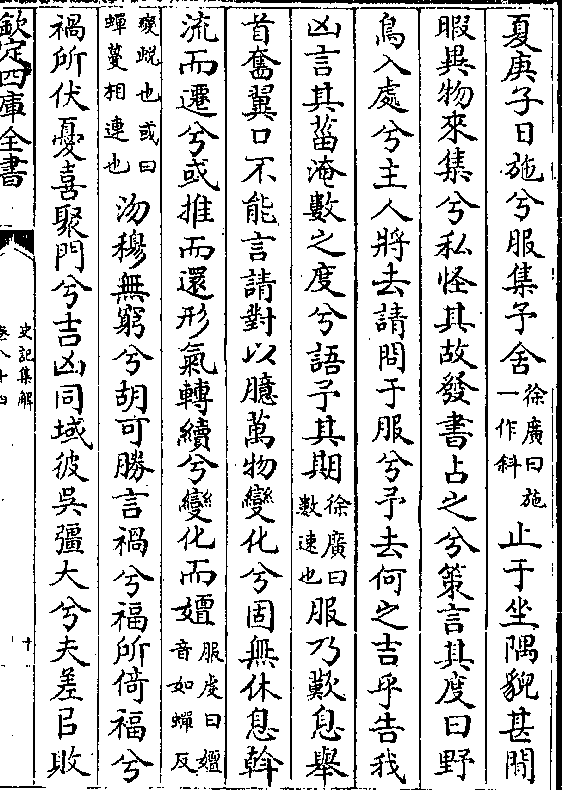 夏庚子日施兮服集予舍徐廣曰施一作斜止于坐隅貌甚閒
暇異物來集兮私怪其故發書占之兮策言其度曰野
鳥入處兮主人將去請問于服兮予去何之吉乎告我
凶言其菑淹數之度兮語予其期徐廣曰數速也服乃歎息舉
首奮翼口不能言請對以臆萬物變化兮固無休息斡
流而遷兮或推而還形氣轉續兮變化而嬗服虔曰嬗音如蟬反
變蛻也或曰蟬蔓相連也沕穆無窮兮胡可勝言禍兮福所倚福兮
禍所伏憂喜聚門兮吉凶同域彼吳彊大兮夫差㠯敗
欽定四庫全書
史記集解
卷八十四
十